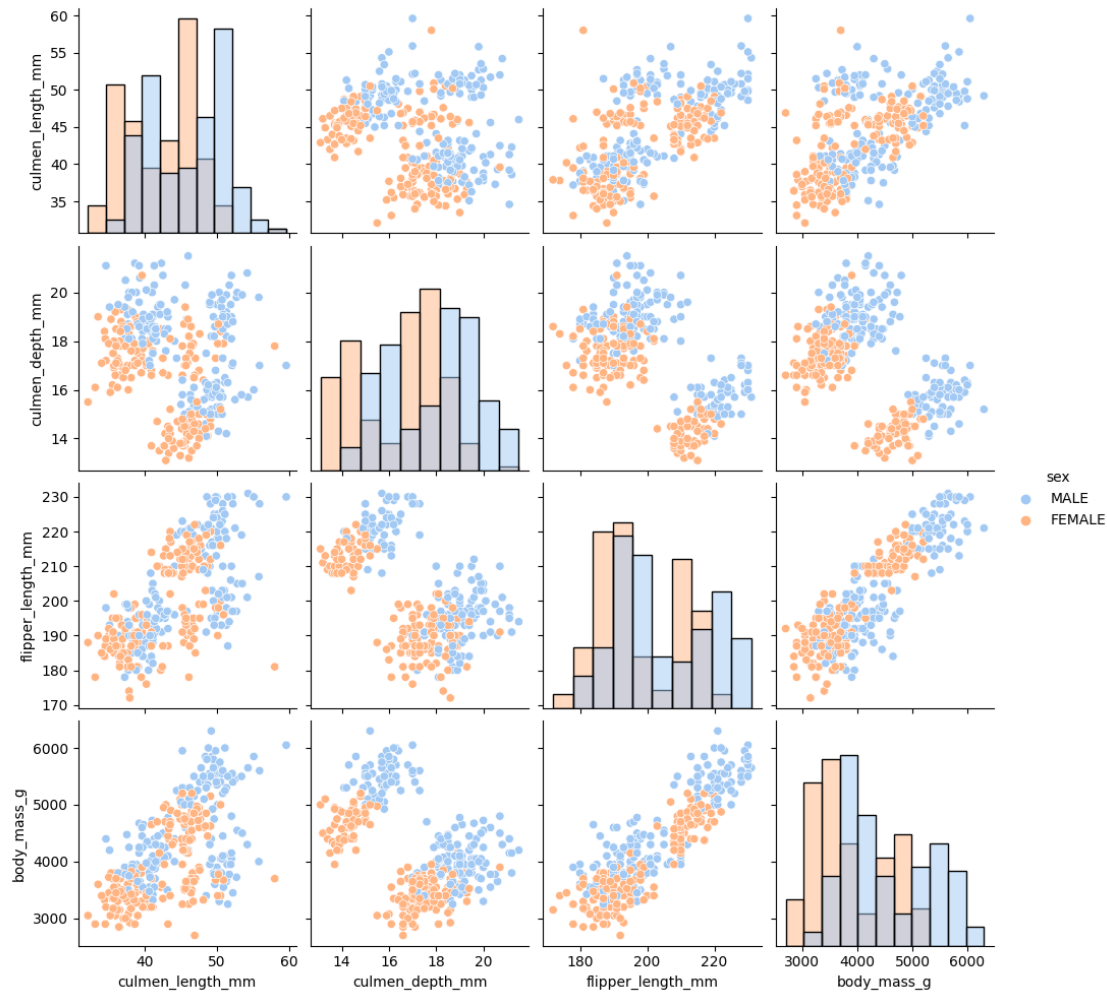 culmen_length_mm
60
55
50
45
40
35
culmen_depth_mm
20
18
16
14
flipper_length_mm
230
220
210
200
190
180
170
body_mass_g
6000
5000
4000
3000
40 60
culmen_length_mm
14 16 18 20
culmen_depth_mm
180 200 220
flipper_length_mm
3000 4000 5000 6000
body_mass_g
sex
MALE
FEMALE